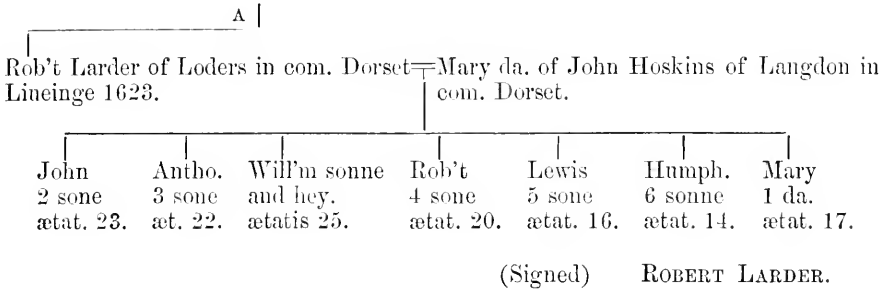 A
Rob't Larder of Loders in com. Dorset=Mary da. of John Hoskins of Langdon in
Lineinge 1623. com. Dorset.
John Antho. Will'm sonne Rob't Lewis Humph. Mary
2 sone 3 sone and hey. 4 sone 5 sone 6 sonne 1 da.
ætat. 23. æt. 22. ætatis 25. ætat. 20. ætat. 16. ætat. 14. ætat. 17.
(Signed) ROBERT LARDER.